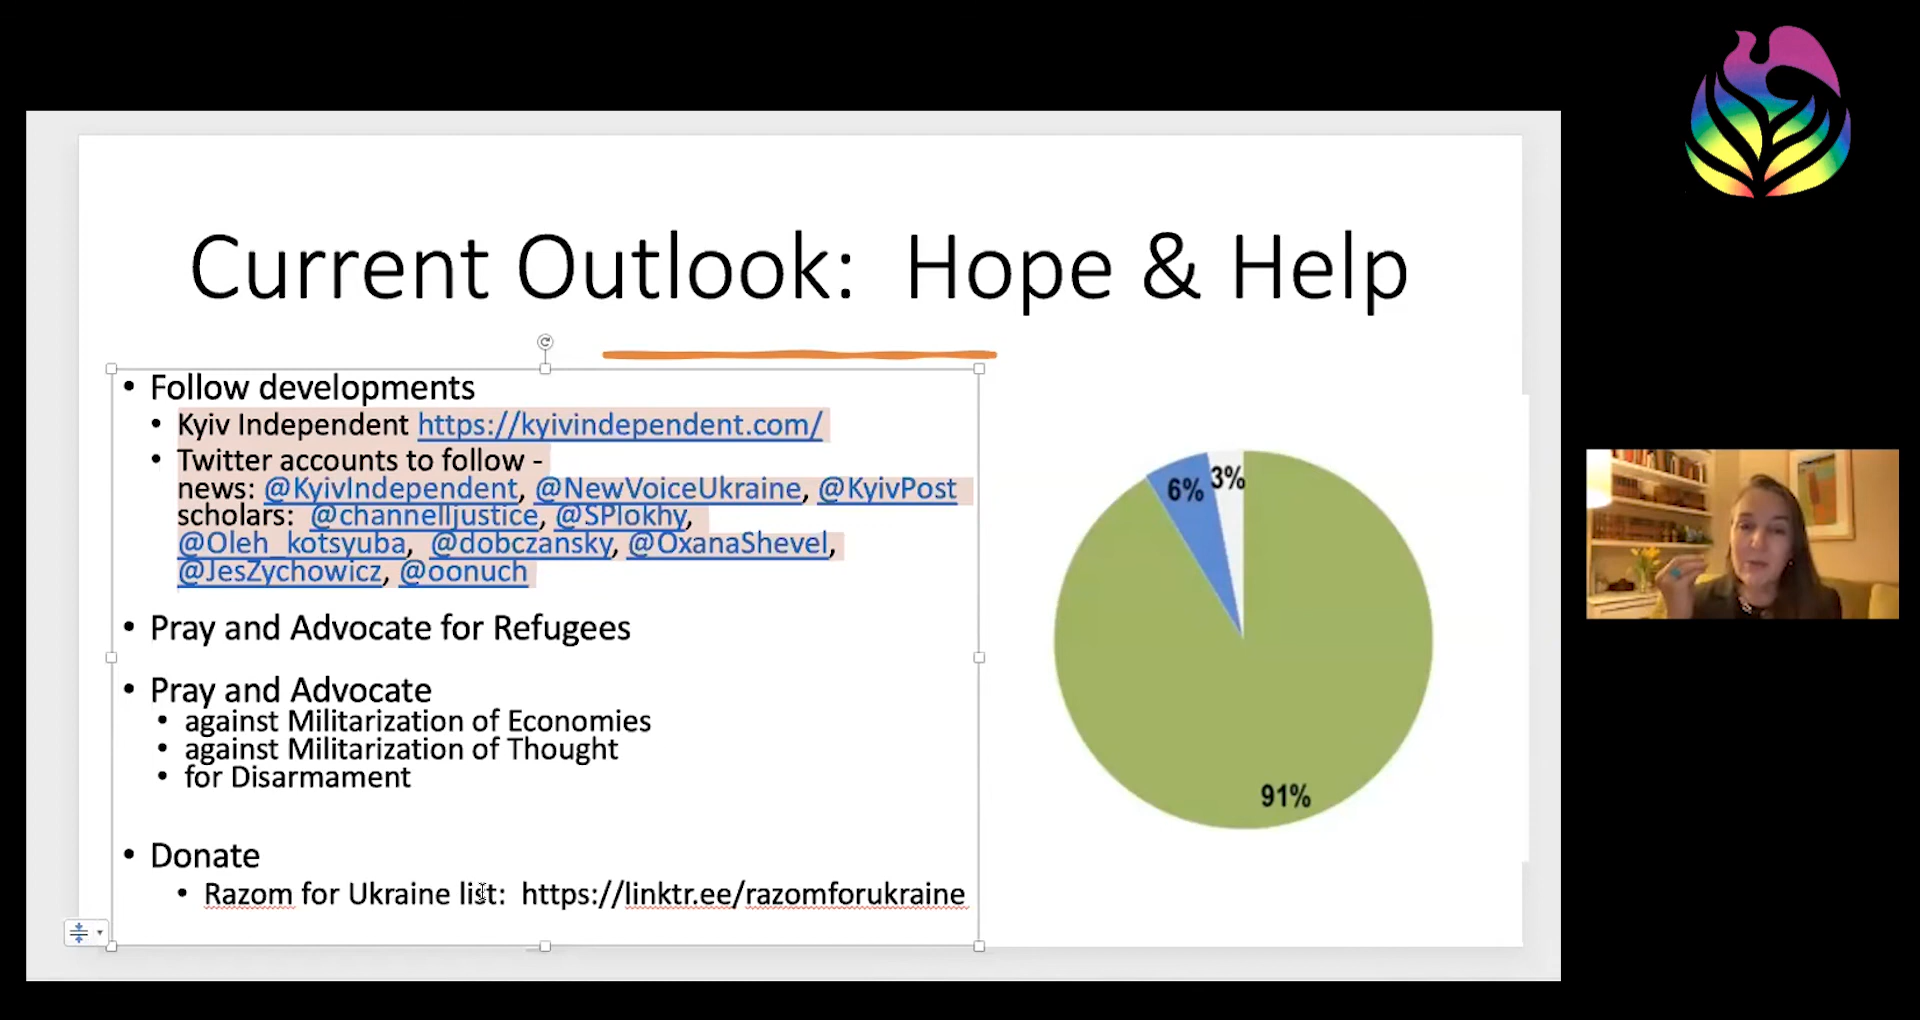 Current Outlook:  Hope & Help
• Follow developments
• Kyiv Independent https://kyivindependent.com/
• Twitter accounts to follow -
news: @KyivIndependent, @NewVoiceUkraine, @KyivPost
scholars:  @channelljustice, @SPlokhy,
@Oleh_kotsyuba,  @dobczansky, @OxanaShevel,
@JesZychowicz, @oonuch
• Pray and Advocate for Refugees
• Pray and Advocate
• against Militarization of Economies
• against Militarization of Thought
• for Disarmament
• Donate
• Razom for Ukraine list:  https://linktr.ee/razomforukraine
6%
3%
91%